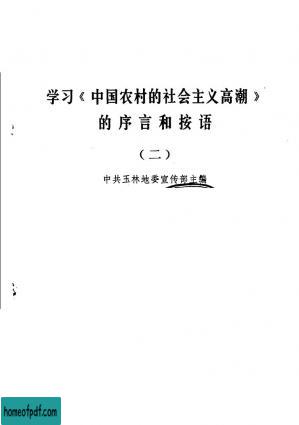 学习《中国农村的社会主义高潮》
的序言和按语
（二）
中共玉林地委宣传部主编
homeofpdf.com